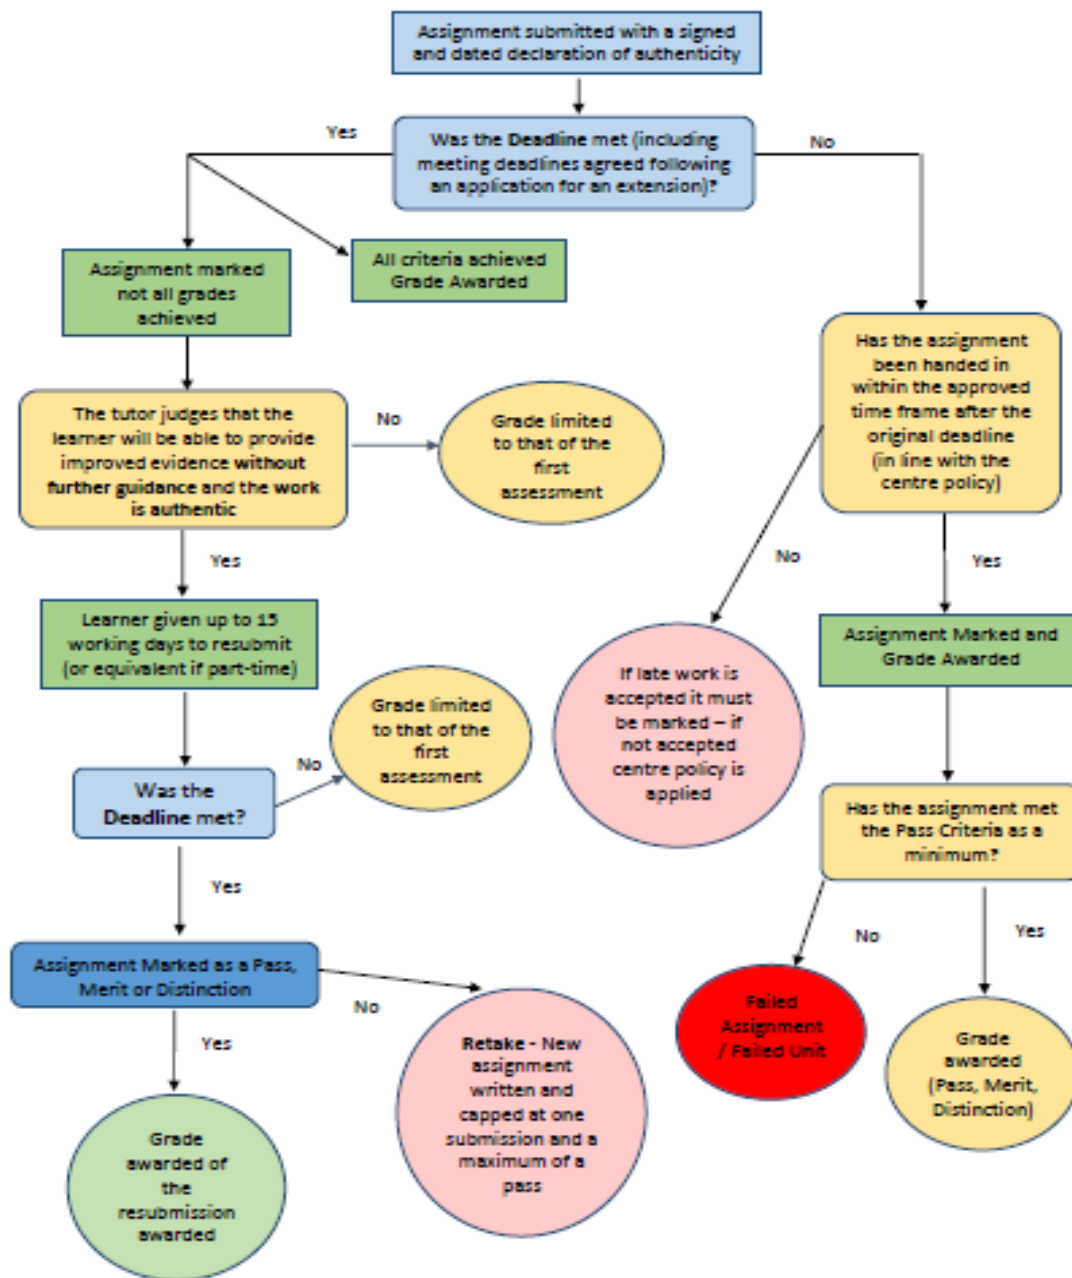 Assignment submitted with a signed
and dated declaration of authenticity
Yes
Was the Deadline met (including
meeting deadlines agreed following
an application for an extension)?
No
Assignment marked
not all grades
achieved
All criteria achieved
Grade Awarded
Has the assignment
been handed in
within the approved
time frame after the
original deadline
(in line with the
centre policy)
The tutor judges that the
learner will be able to provide
improved evidence without
further guidance and the work
is authentic
No
Grade limited
to that of the
first
assessment
Yes
No
Yes
Learner given up to 15
working days to resubmit
(or equivalent if part-time)
If late work is
accepted it must
be marked – if
not accepted
centre policy is
applied
Assignment Marked and
Grade Awarded
Grade limited
to that of the
first
assessment
No
Was the
Deadline met?
Has the assignment met
the Pass Criteria as a
minimum?
Yes
No
Yes
Assignment Marked as a Pass,
Merit or Distinction
No
Failed
Assignment
/ Failed Unit
Grade
awarded
(Pass, Merit,
Distinction)
Yes
Retake - New
assignment
written and
capped at one
submission and a
maximum of a
pass
Grade
awarded of
the
resubmission
awarded